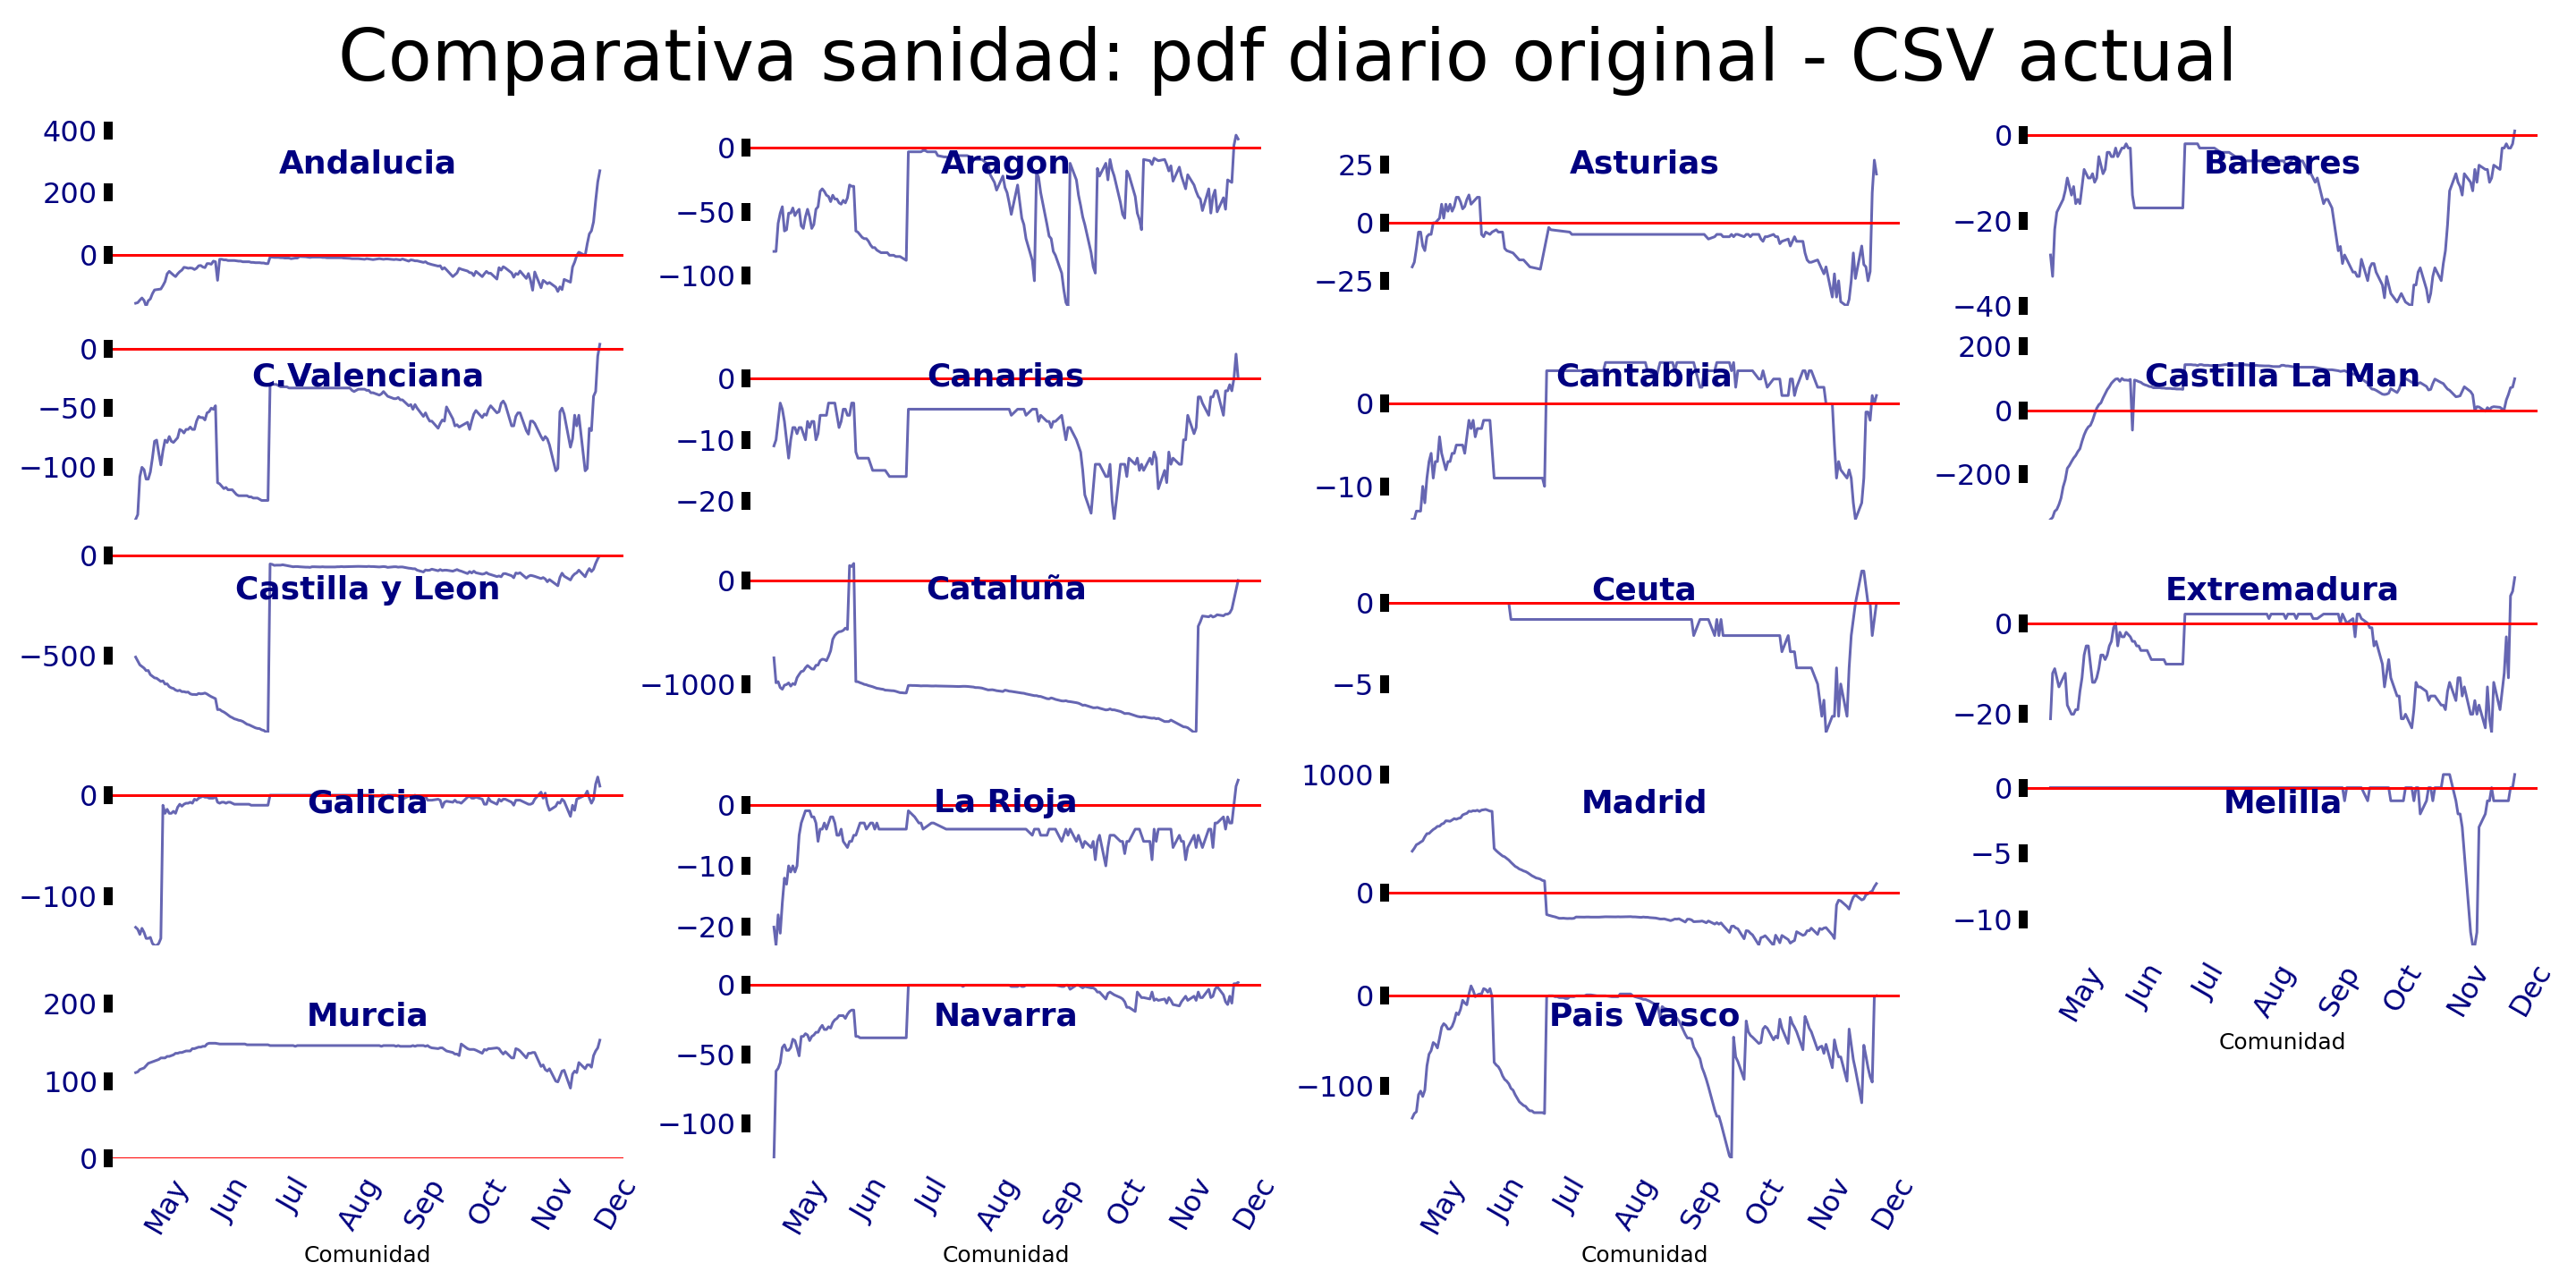 Comparativa sanidad: pdf diario original - CSV actual
Andalucia
400
200
0
Aragon
0
−50
−100
Asturias
25
0
−25
Baleares
0
−20
−40
C.Valenciana
0
−50
−100
Canarias
0
−10
−20
Cantabria
0
−10
Castilla La Man
200
0
−200
Castilla y Leon
0
−500
Cataluña
0
−1000
Ceuta
0
−5
Extremadura
0
−20
Galicia
0
−100
La Rioja
0
−10
−20
Madrid
1000
0
Melilla
0
−5
−10
May Jun Jul Aug Sep Oct Nov Dec
Comunidad
Murcia
200
100
0
May Jun Jul Aug Sep Oct Nov Dec
Comunidad
Navarra
0
−50
−100
May Jun Jul Aug Sep Oct Nov Dec
Comunidad
Pais Vasco
0
−100
May Jun Jul Aug Sep Oct Nov Dec
Comunidad